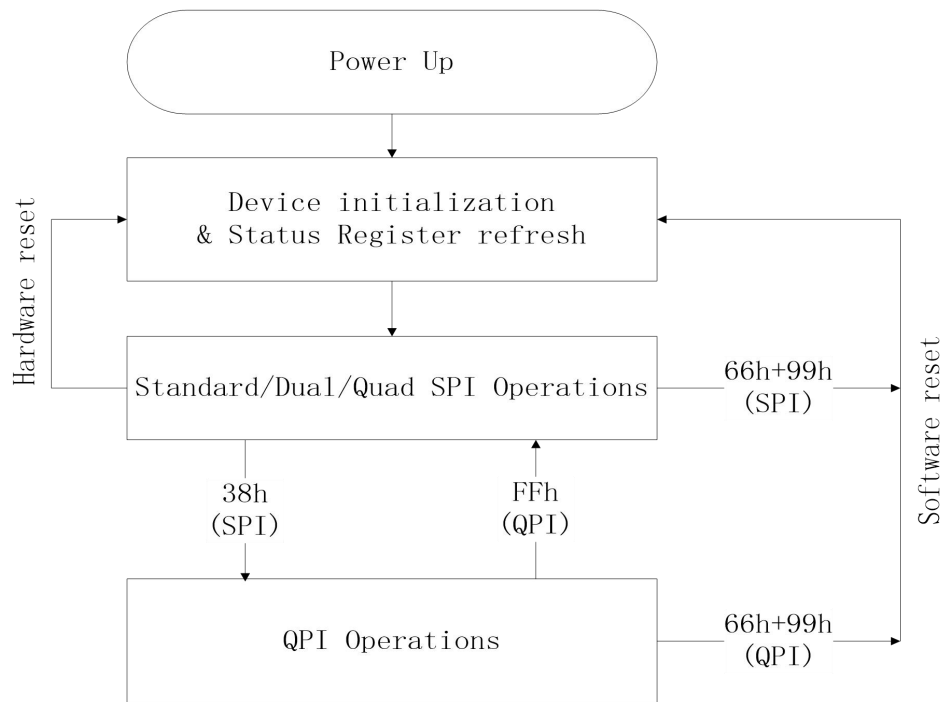 Power Up
Device initialization
& Status Register refresh
Hardware reset
Standard/Dual/Quad SPI Operations
66h+99h
(SPI)
Software reset
38h
(SPI)
FFh
(QPI)
QPI Operations
66h+99h
(QPI)